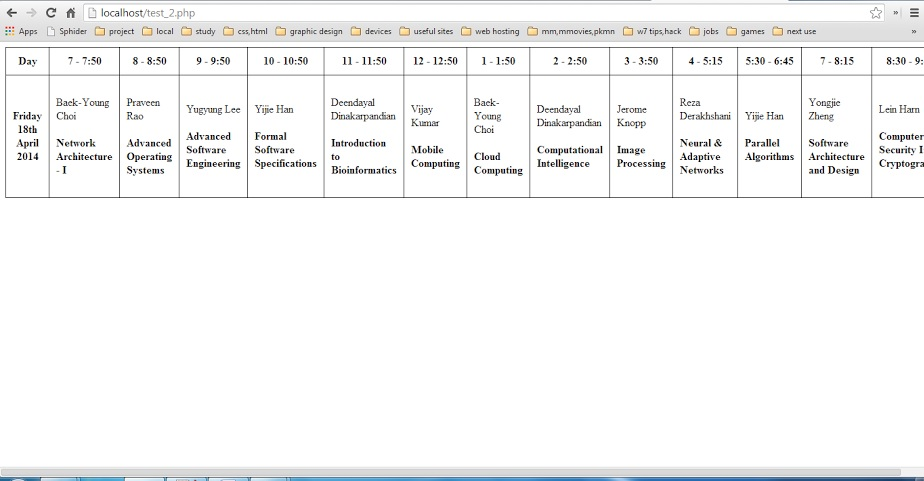 localhost/test_2.php
Apps Sphider project local study css,html graphic design devices useful sites web hosting mm,mmovies,pkmn w7 tips,hack jobs games next use »
Day 7 - 7:50 8 - 8:50 9 - 9:50 10 - 10:50 11 - 11:50 12 - 12:50 1 - 1:50 2 - 2:50 3 - 3:50 4 - 5:15 5:30 - 6:45 7 - 8:15 8:30 - 9:
Friday
18th
April
2014
Baek-Young
Choi
Network
Architecture
- I
Praveen
Rao
Advanced
Operating
Systems
Yugyung Lee
Advanced
Software
Engineering
Yijie Han
Formal
Software
Specifications
Deendayal
Dinakarpandian
Introduction
to
Bioinformatics
Vijay
Kumar
Mobile
Computing
Baek-
Young
Choi
Cloud
Computing
Deendayal
Dinakarpandian
Computational
Intelligence
Jerome
Knopp
Image
Processing
Reza
Derakhshani
Neural &
Adaptive
Networks
Yijie Han
Parallel
Algorithms
Yongjie
Zheng
Software
Architecture
and Design
Lein Harn
Computer
Security I
Cryptogra